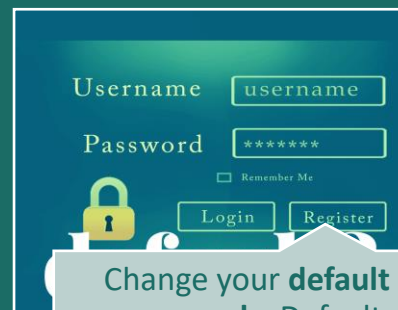 Username username
Password *******
Remember Me
Login Register
Change your default